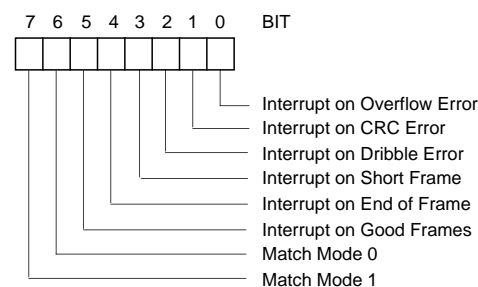 7 6 5 4 3 2 1 0 BIT
Interrupt on Overflow Error
Interrupt on CRC Error
Interrupt on Dribble Error
Interrupt on Short Frame
Interrupt on End of Frame
Interrupt on Good Frames
Match Mode 0
Match Mode 1